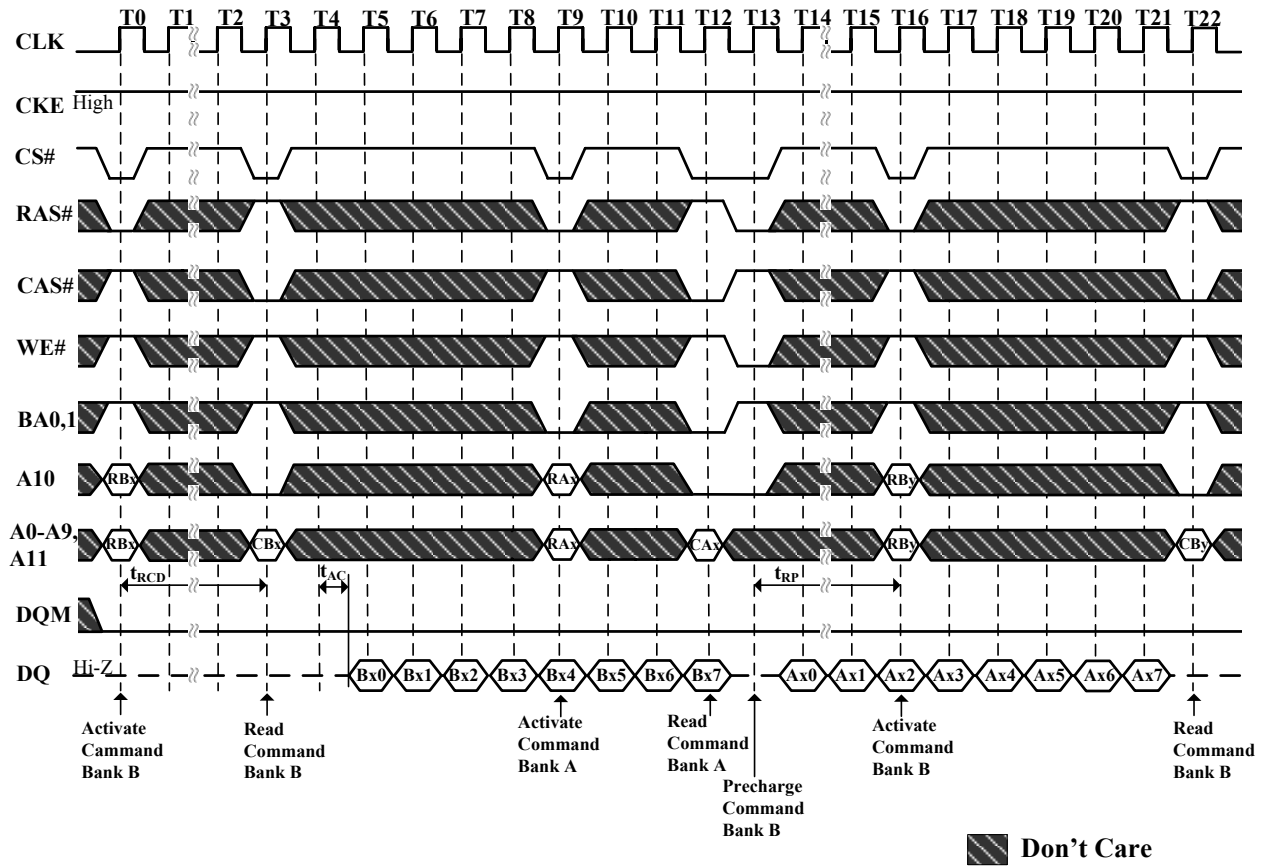 T0 T1 T2 T3 T4 T5 T6 T7 T8 T9 T10 T11 T12 T13 T14 T15 T16 T17 T18 T19 T20 T21 T22
CLK
CKE High
CS#
RAS#
CAS#
WE#
BA0,1
A10 RBx RAx RBy
A0-A9,
A11
RBx CBx RAx CAx RBy CBy
tRCD tAC tRP
DQM
DQ Hi-Z Bx0 Bx1 Bx2 Bx3 Bx4 Bx5 Bx6 Bx7 Ax0 Ax1 Ax2 Ax3 Ax4 Ax5 Ax6 Ax7
Activate
Cammand
Bank B
Read
Command
Bank B
Activate
Command
Bank A
Read
Command
Bank A
Precharge
Command
Bank B
Activate
Command
Bank B
Read
Command
Bank B
Don't Care